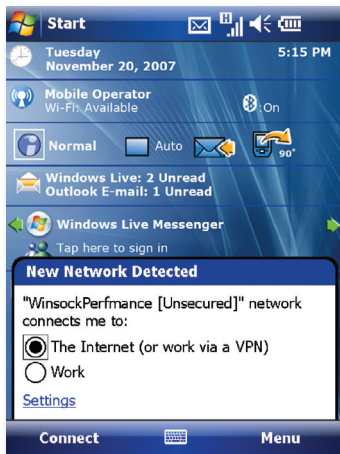 Start
H
Tuesday
5:15 PM
November 20, 2007
Mobile Operator
Wi-Fi: Available
:On
Normal
Auto
90°
Windows Live: 2 Unread
Outlook E-mail: 1 Unread
Windows Live Messenger
Tap here to sign in
New Network Detected
"WinsockPerfmance [Unsecured]" network
connects me to:
The Internet (or work via a VPN)
Work
Settings
Connect
Menu